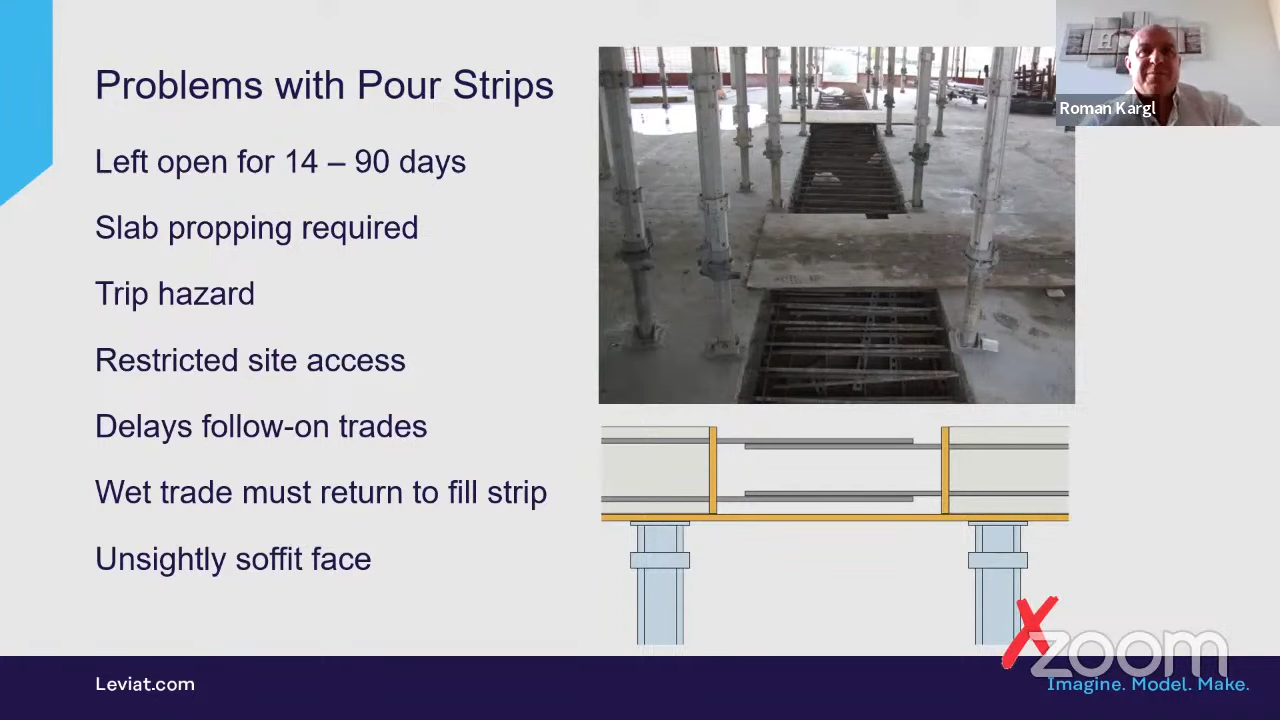 Problems with Pour Strips
Roman Kargl
Left open for 14 – 90 days
Slab propping required
Trip hazard
Restricted site access
Delays follow-on trades
Wet trade must return to fill strip
Unsightly soffit face
zoom
Leviat.com
Imagine. Model. Make.